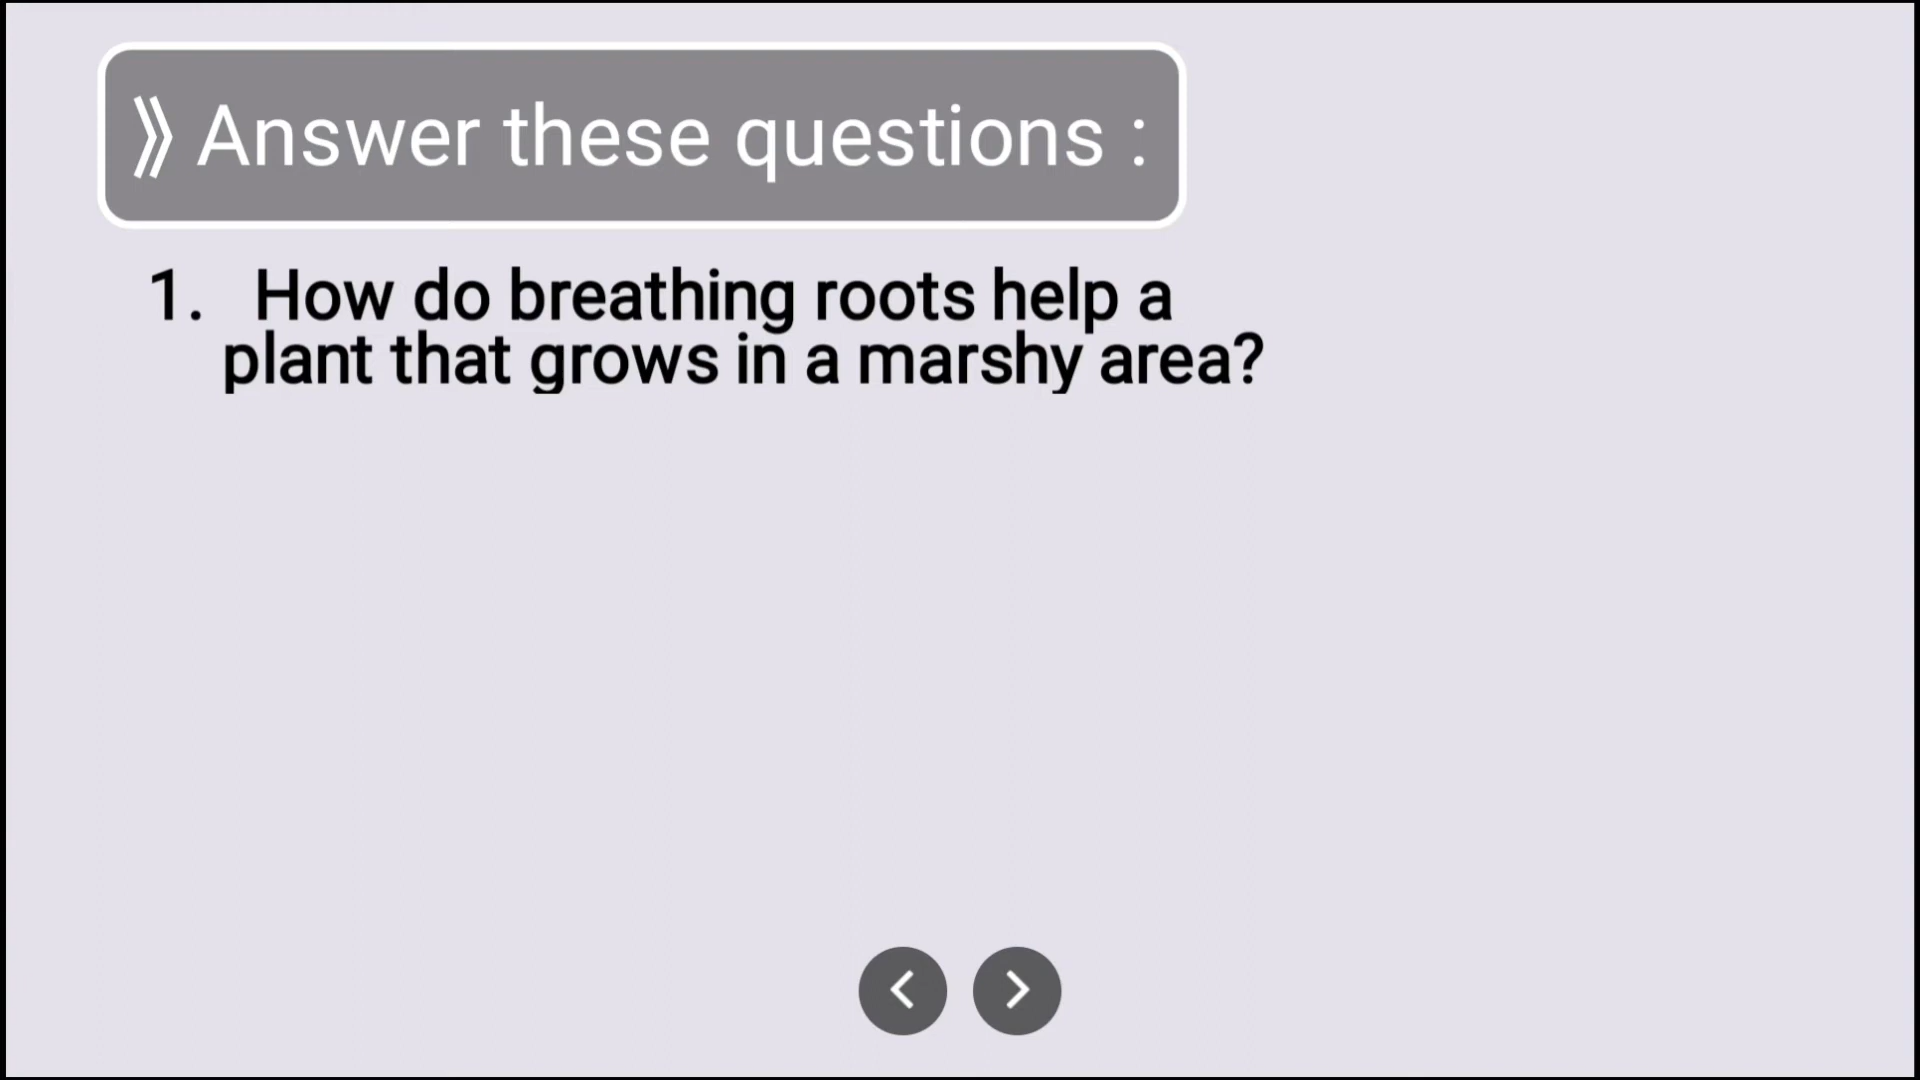 ⟫ Answer these questions :
1. How do breathing roots help a
plant that grows in a marshy area?